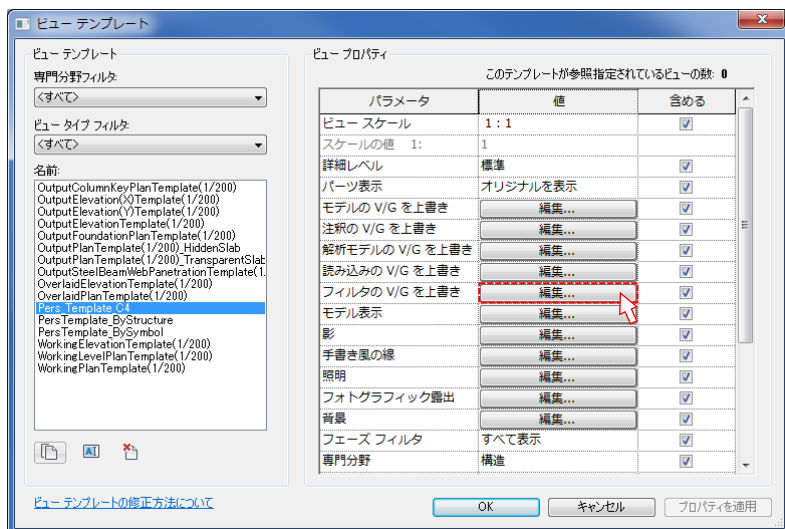 ビュー テンプレート
ビュー テンプレート
専門分野フィルタ:
<すべて>
ビュー タイプ フィルタ:
<すべて>
名前:
OutputColumnKeyPlanTemplate(1/200)
OutputElevation(X)Template(1/200)
OutputElevation(Y)Template(1/200)
OutputElevationTemplate(1/200)
OutputFoundationPlanTemplate(1/200)
OutputPlanTemplate(1/200)_HiddenSlab
OutputPlanTemplate(1/200)_TransparentSlab
OutputSteelBeamWebPanetrationTemplate(1.
OverlaidElevationTemplate(1/200)
OverlaidPlanTemplate(1/200)
Pers_Template_C4
PersTemplate_ByStructure
PersTemplate_BySymbol
WorkingElevationTemplate(1/200)
WorkingLevelPlanTemplate(1/200)
WorkingPlanTemplate(1/200)
AI
ビュー テンプレートの修正方法について
ビュー プロパティ
このテンプレートが参照指定されているビューの数: 0
パラメータ 値 含める
ビュー スケール 1 : 1
スケールの値 1: 1
詳細レベル 標準
パーツ表示 オリジナルを表示
モデルの V/G を上書き 編集...
注釈の V/G を上書き 編集...
解析モデルの V/G を上書き 編集...
読み込みの V/G を上書き 編集...
フィルタの V/G を上書き 編集...
モデル表示 編集...
影 編集...
手書き風の線 編集...
照明 編集...
フォトグラフィック露出 編集...
背景 編集...
フェーズ フィルタ すべて表示
専門分野 構造
OK キャンセル プロパティを適用